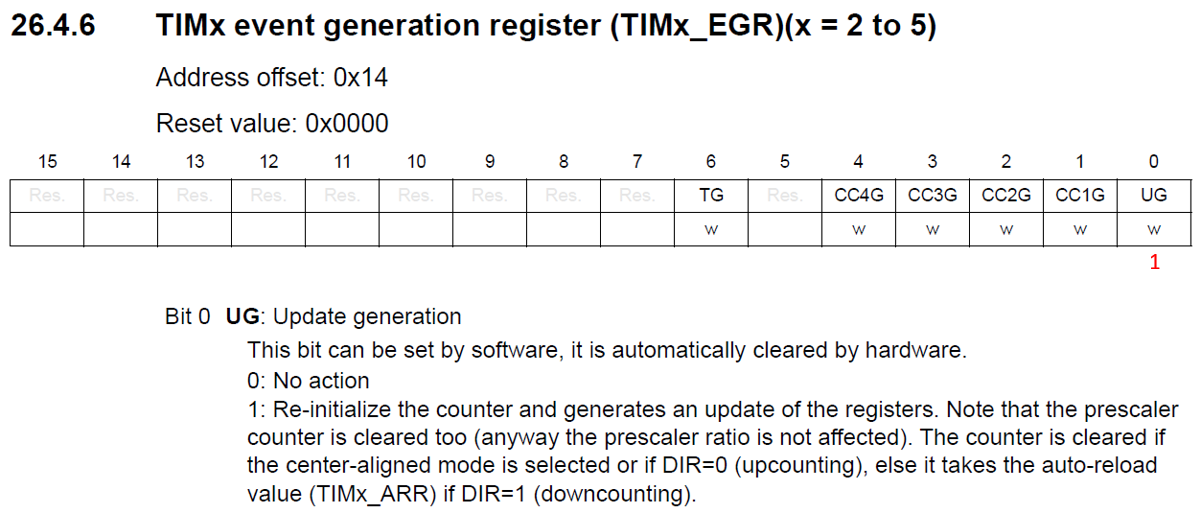 26.4.6 TIMx event generation register (TIMx_EGR)(x = 2 to 5)
Address offset: 0x14
Reset value: 0x0000
15 14 13 12 11 10 9 8 7 6 5 4 3 2 1 0
Res. Res. Res. Res. Res. Res. Res. Res. Res. TG Res. CC4G CC3G CC2G CC1G UG
w w w w w w
1
Bit 0 UG: Update generation
This bit can be set by software, it is automatically cleared by hardware.
0: No action
1: Re-initialize the counter and generates an update of the registers. Note that the prescaler
counter is cleared too (anyway the prescaler ratio is not affected). The counter is cleared if
the center-aligned mode is selected or if DIR=0 (upcounting), else it takes the auto-reload
value (TIMx_ARR) if DIR=1 (downcounting).